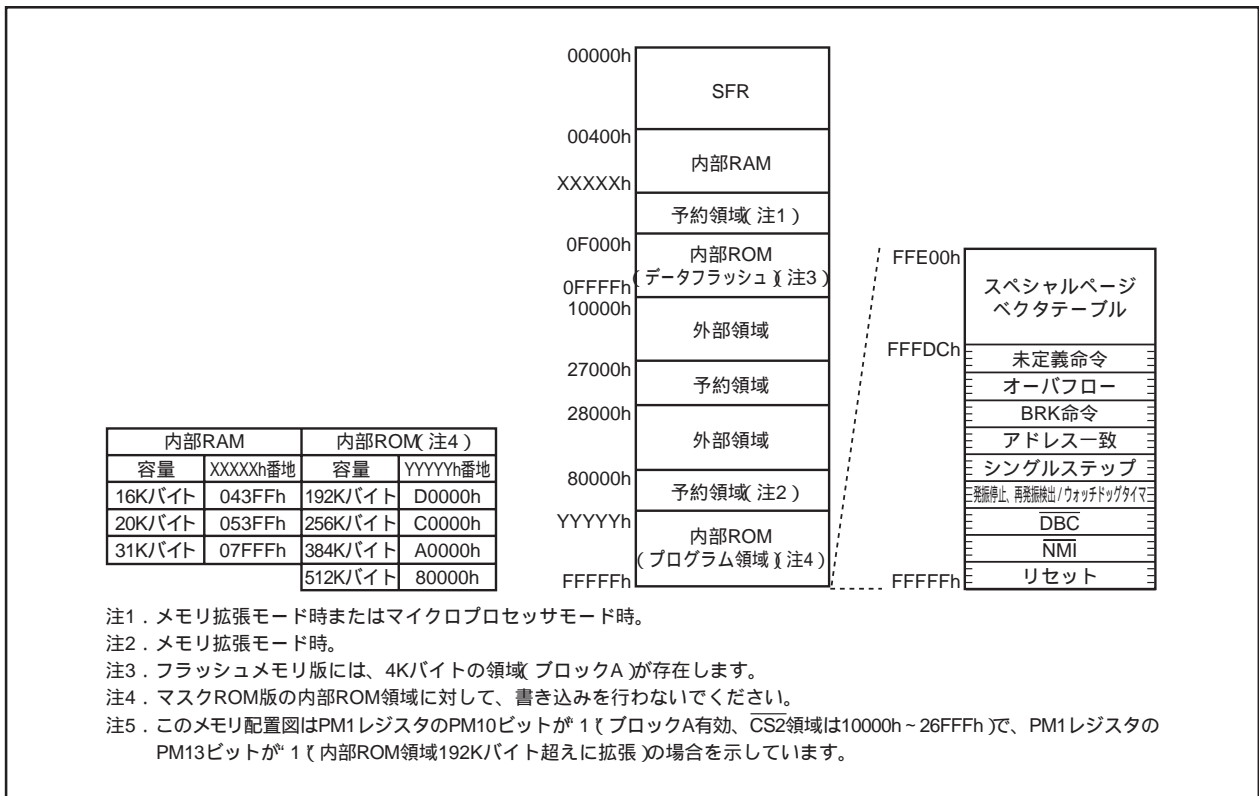 00000h
SFR
00400h
内部RAM
XXXXXh
予約領域(注1)
0F000h
内部ROM
(データフラッシュ)(注3)
0FFFFh
10000h
外部領域
27000h
予約領域
28000h
外部領域
80000h
予約領域(注2)
YYYYYh
内部ROM
(プログラム領域)(注4)
FFFFFh
FFE00h
スペシャルページ
ベクタテーブル
FFFDCh
未定義命令
オーバフロー
BRK命令
アドレス一致
シングルステップ
発振停止、再発振検出/ウォッチドッグタイマ
DBC
NMI
リセット
FFFFFh
内部RAM 内部ROM(注4)
容量 XXXXXh番地 容量 YYYYYh番地
16Kバイト 043FFh 192Kバイト D0000h
20Kバイト 053FFh 256Kバイト C0000h
31Kバイト 07FFFh 384Kバイト A0000h
512Kバイト 80000h
注1.メモリ拡張モード時またはマイクロプロセッサモード時。
注2.メモリ拡張モード時。
注3.フラッシュメモリ版には、4Kバイトの領域(ブロックA)が存在します。
注4.マスクROM版の内部ROM領域に対して、書き込みを行わないでください。
注5.このメモリ配置図はPM1レジスタのPM10ビットが“1”(ブロックA有効、CS2領域は10000h~26FFFh)で、PM1レジスタの
PM13ビットが“1”(内部ROM領域192Kバイト超えに拡張)の場合を示しています。